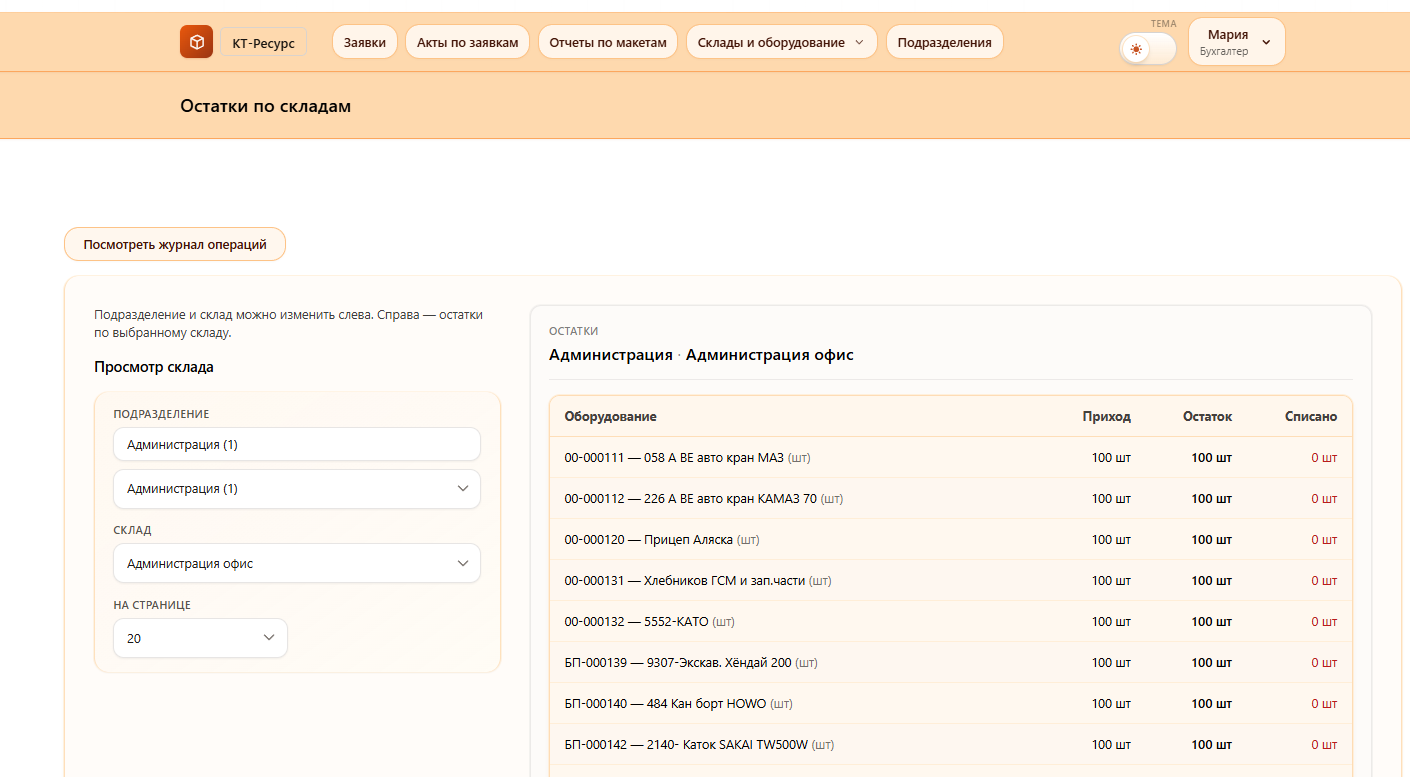 КТ-Ресурс
Заявки
Акты по заявкам
Отчеты по макетам
Склады и оборудование
Подразделения
ТЕМА
Мария
Бухгалтер
Остатки по складам
Посмотреть журнал операций
Подразделение и склад можно изменить слева. Справа — остатки
по выбранному складу.
Просмотр склада
ПОДРАЗДЕЛЕНИЕ
Администрация (1)
Администрация (1)
СКЛАД
Администрация офис
НА СТРАНИЦЕ
20
ОСТАТКИ
Администрация · Администрация офис
Оборудование Приход Остаток Списано
00-000111 — 058 А ВЕ авто кран МАЗ (шт) 100 шт 100 шт 0 шт
00-000112 — 226 А ВЕ авто кран КАМАЗ 70 (шт) 100 шт 100 шт 0 шт
00-000120 — Прицеп Аляска (шт) 100 шт 100 шт 0 шт
00-000131 — Хлебников ГСМ и зап.части (шт) 100 шт 100 шт 0 шт
00-000132 — 5552-КАТО (шт) 100 шт 100 шт 0 шт
БП-000139 — 9307-Экскав. Хёндай 200 (шт) 100 шт 100 шт 0 шт
БП-000140 — 484 Кан борт HOWO (шт) 100 шт 100 шт 0 шт
БП-000142 — 2140- Каток SAKAI TW500W (шт) 100 шт 100 шт 0 шт